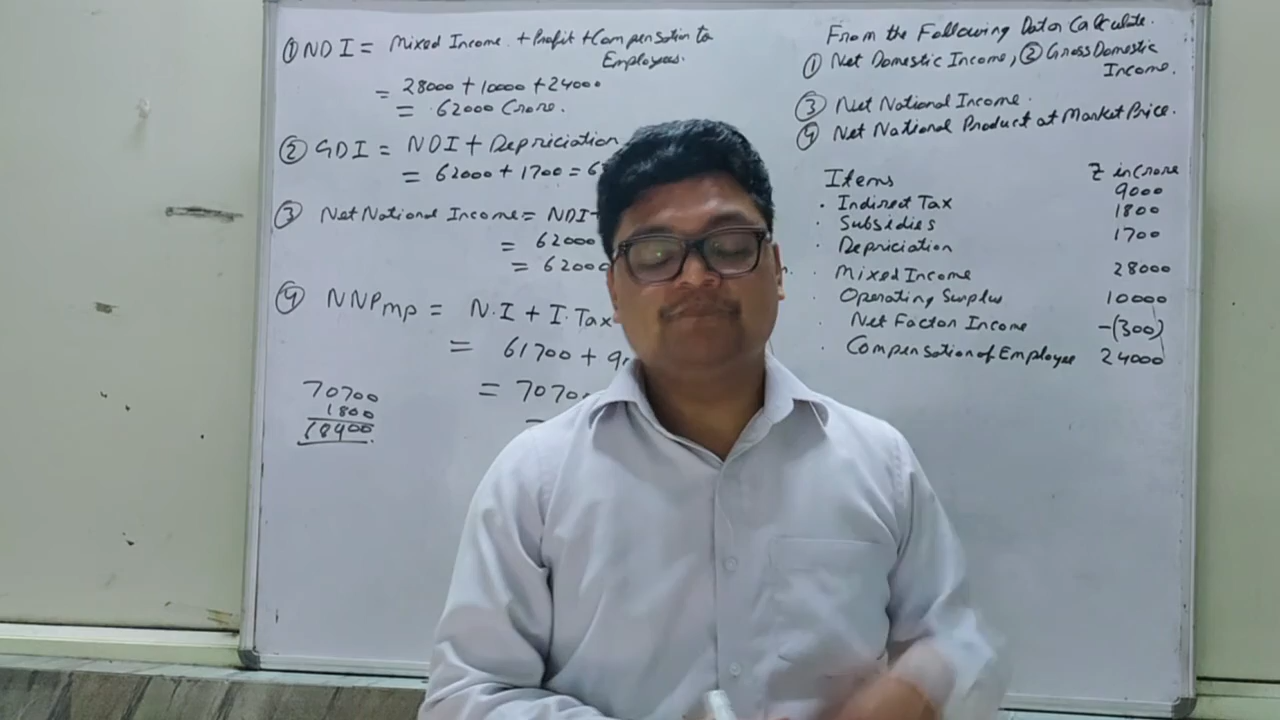 ① NDI = Mixed Income + Profit + Compensation to
Employees.
= 28000 + 10000 + 24000
= 62000 Crore.
② GDI = NDI + Depriciation
= 62000 + 1700 = 6
③ Net National Income = NDI
= 62000
= 62000
④ NNPmp = N.I + I.Tax
= 61700 + 9
= 7070
70700
1800
68900
From the Following Data Calculate.
① Net Domestic Income, ② Gross Domestic
Income.
③ Net National Income.
④ Net National Product at Market Price.
Items ₹ in Crore
. Indirect Tax 9000
. Subsidies 1800
. Depriciation 1700
. Mixed Income 28000
. Operating Surplus 10000
. Net Factor Income -(300)
. Compensation of Employee 24000